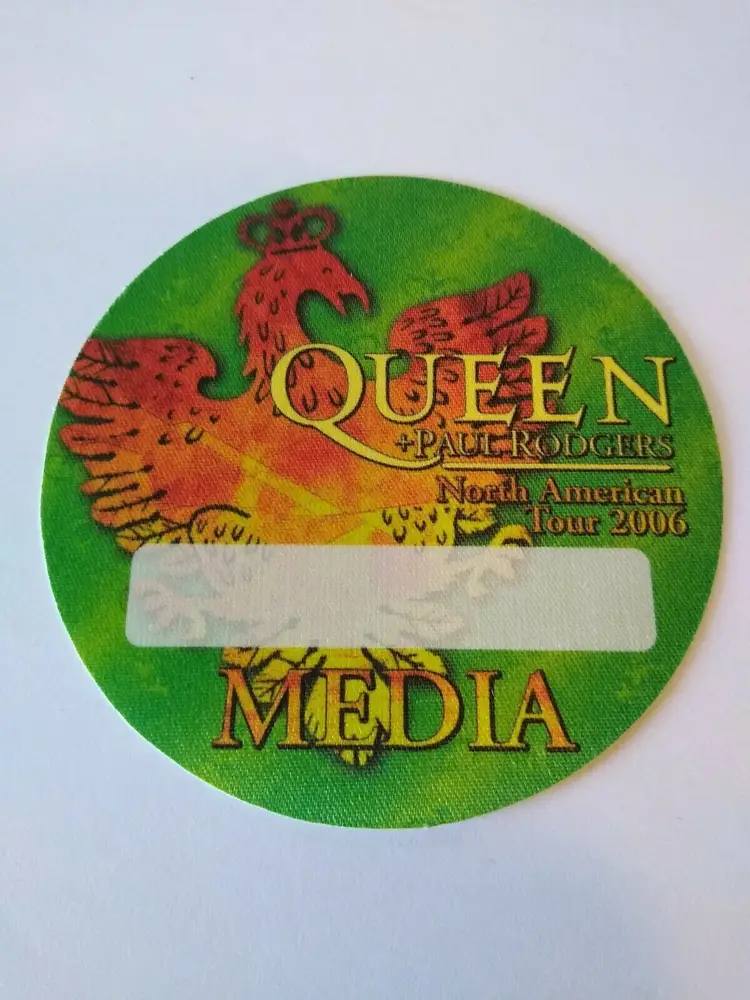 QUEEN
+PAUL RODGERS
North American
Tour 2006
MEDIA